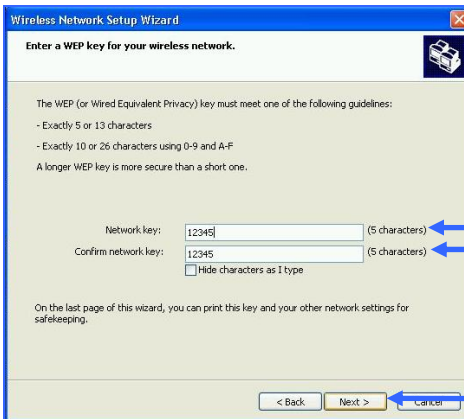 Wireless Network Setup Wizard
Enter a WEP key for your wireless network.
The WEP (or Wired Equivalent Privacy) key must meet one of the following guidelines:
- Exactly 5 or 13 characters
- Exactly 10 or 26 characters using 0-9 and A-F
A longer WEP key is more secure than a short one.
Network key: 12345 (5 characters)
Confirm network key: 12345 (5 characters)
Hide characters as I type
On the last page of this wizard, you can print this key and your other network settings for
safekeeping.
< Back Next > Cancel